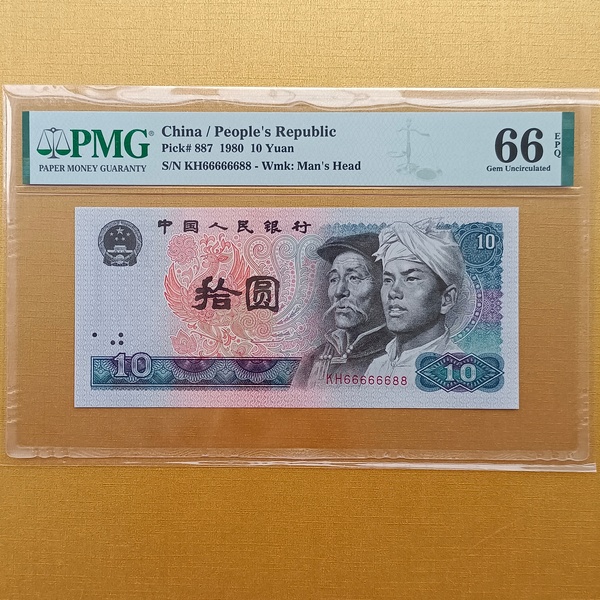 PMG
PAPER MONEY GUARANTY
China / People's Republic
Pick# 887 1980 10 Yuan
S/N KH66666688 - Wmk: Man's Head
66
EPQ
Gem Uncirculated
中国人民银行
10
拾圆
10
KH66666688
10